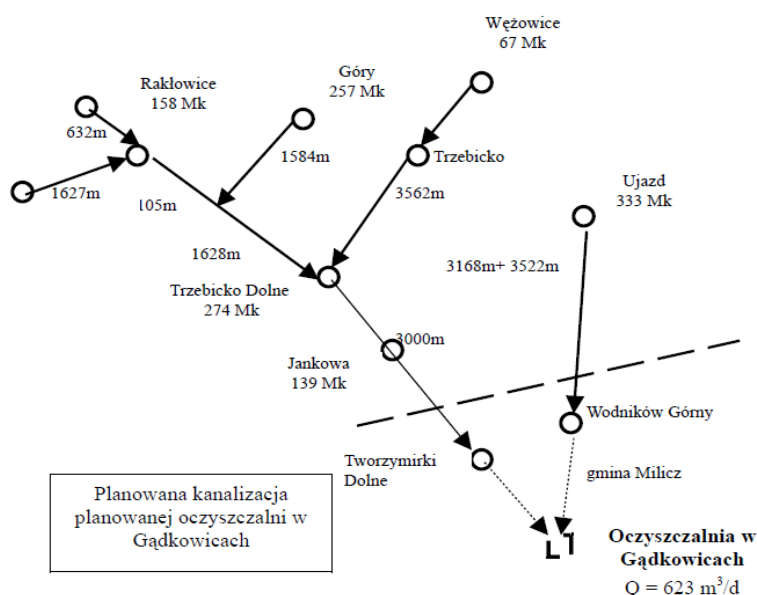 Wężowice
67 Mk
Góry
257 Mk
Rakłowice
158 Mk
632m
1584m
Trzebicko
1627m
105m
3562m
Ujazd
333 Mk
1628m
3168m+ 3522m
Trzebicko Dolne
274 Mk
3000m
Jankowa
139 Mk
Wodników Górny
Tworzymirki
Dolne
gmina Milicz
Planowana kanalizacja
planowanej oczyszczalni w
Gądkowicach
Oczyszczalnia w
Gądkowicach
Q = 623 m³/d